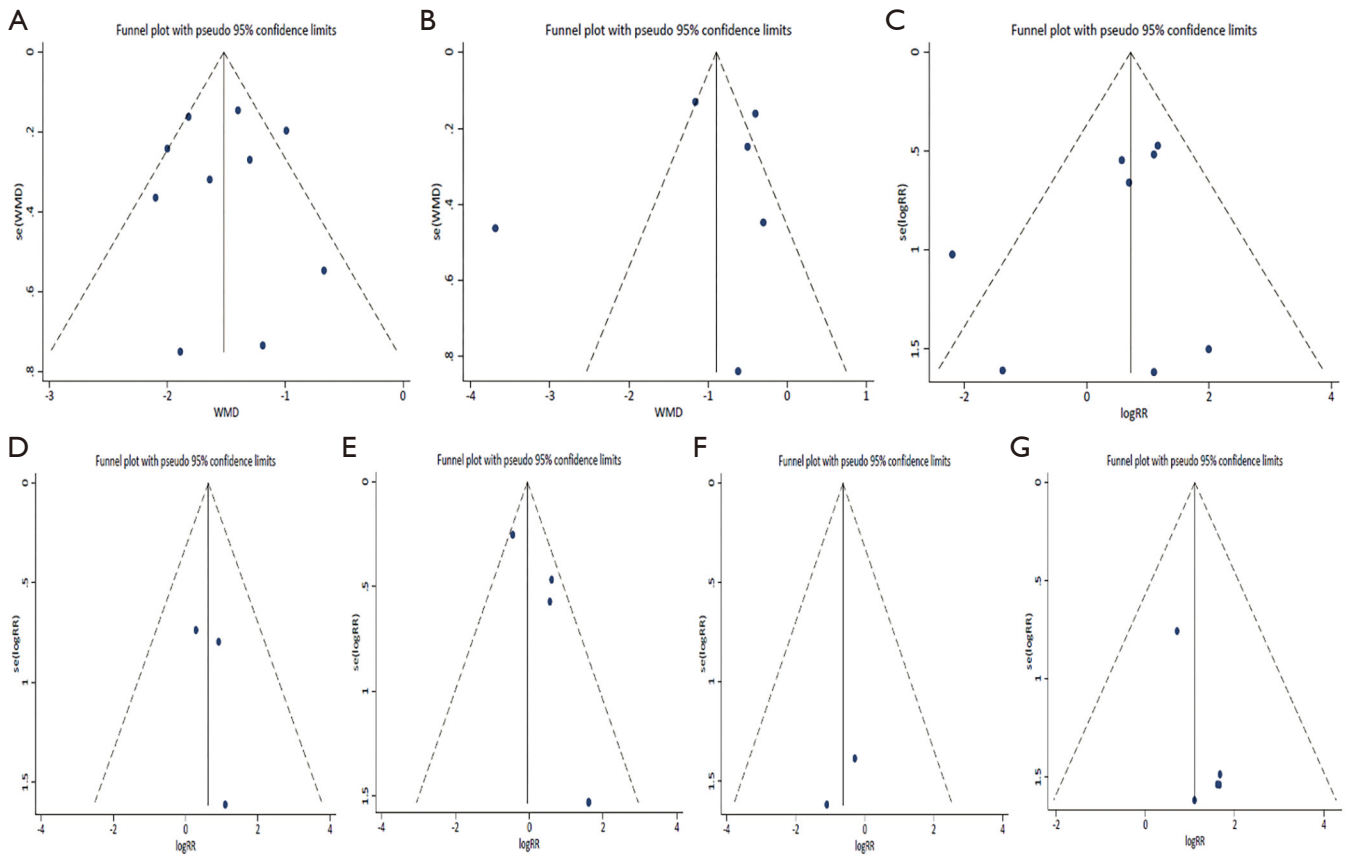 A
Funnel plot with pseudo 95% confidence limits
0
.2
.4
.6
.8
se(WMD)
-3
-2
-1
0
WMD
B
Funnel plot with pseudo 95% confidence limits
0
.2
.4
.6
.8
se(WMD)
-4
-3
-2
-1
0
1
WMD
C
Funnel plot with pseudo 95% confidence limits
0
.5
1
1.5
se(logRR)
-2
0
2
4
logRR
D
Funnel plot with pseudo 95% confidence limits
0
.5
1
1.5
se(logRR)
-4
-2
0
2
4
logRR
E
Funnel plot with pseudo 95% confidence limits
0
.5
1
1.5
se(logRR)
-4
-2
0
2
4
logRR
F
Funnel plot with pseudo 95% confidence limits
0
.5
1
1.5
se(logRR)
-4
-2
0
2
4
logRR
G
Funnel plot with pseudo 95% confidence limits
0
.5
1
1.5
se(logRR)
-2
0
2
4
logRR